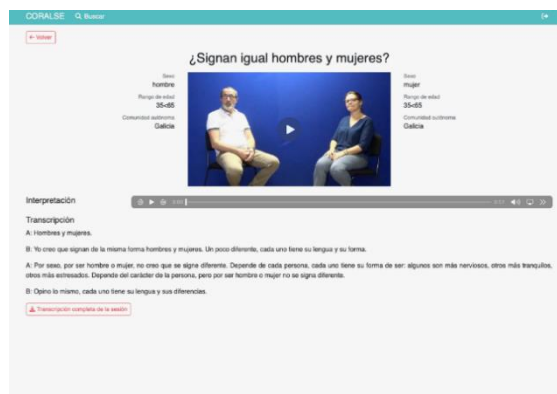 CORALSE Buscar
← Volver
¿Signan igual hombres y mujeres?
Sexo
hombre
Rango de edad
35<65
Comunidad autónoma
Galicia
Sexo
mujer
Rango de edad
35<65
Comunidad autónoma
Galicia
Interpretación
0:00
Transcripción
A: Hombres y mujeres.
B: Yo creo que signan de la misma forma hombres y mujeres. Un poco diferente, cada uno tiene su lengua y su forma.
A: Por sexo, por ser hombre o mujer, no creo que se signe diferente. Depende de cada persona, cada uno tiene su forma de ser: algunos son más nerviosos, otros más tranquilos,
otros más estresados. Depende del carácter de la persona, pero por ser hombre o mujer no se signa diferente.
B: Opino lo mismo, cada uno tiene su lengua y sus diferencias.
Transcripción completa de la sesión